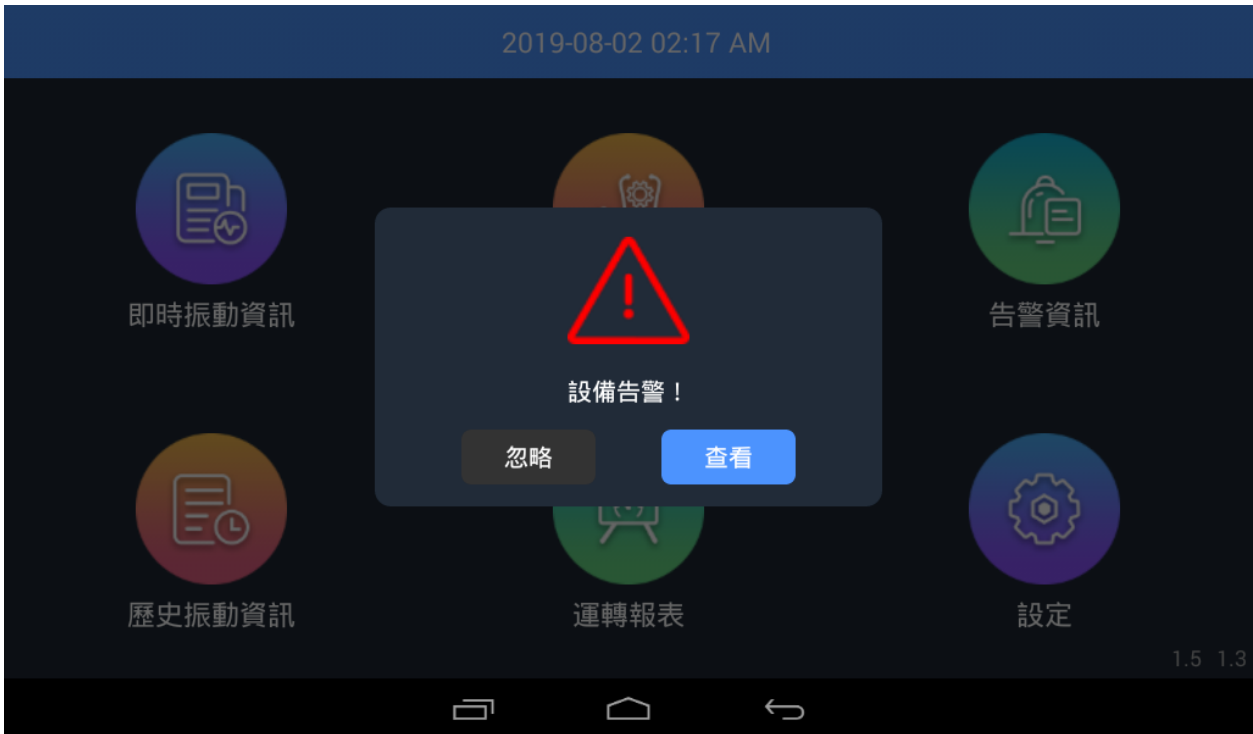 2019-08-02 02:17 AM
即時振動資訊
告警資訊
設備告警！
忽略
查看
歷史振動資訊
運轉報表
設定
1.5 1.3